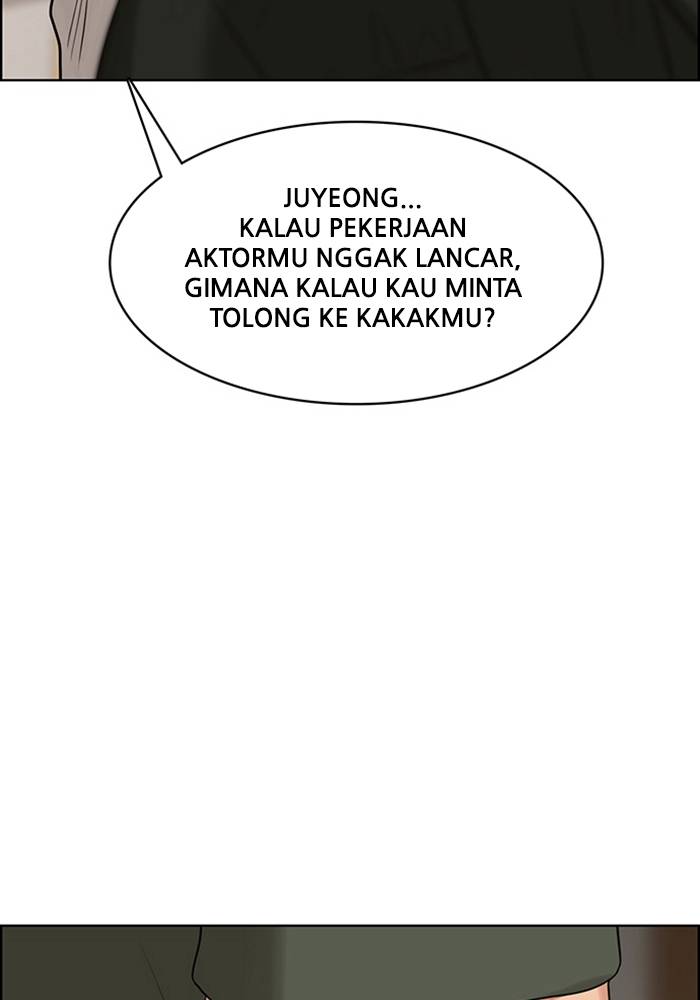 JUYEONG...
KALAU PEKERJAAN
AKTORMU NGGAK LANCAR,
GIMANA KALAU KAU MINTA
TOLONG KE KAKAKMU?